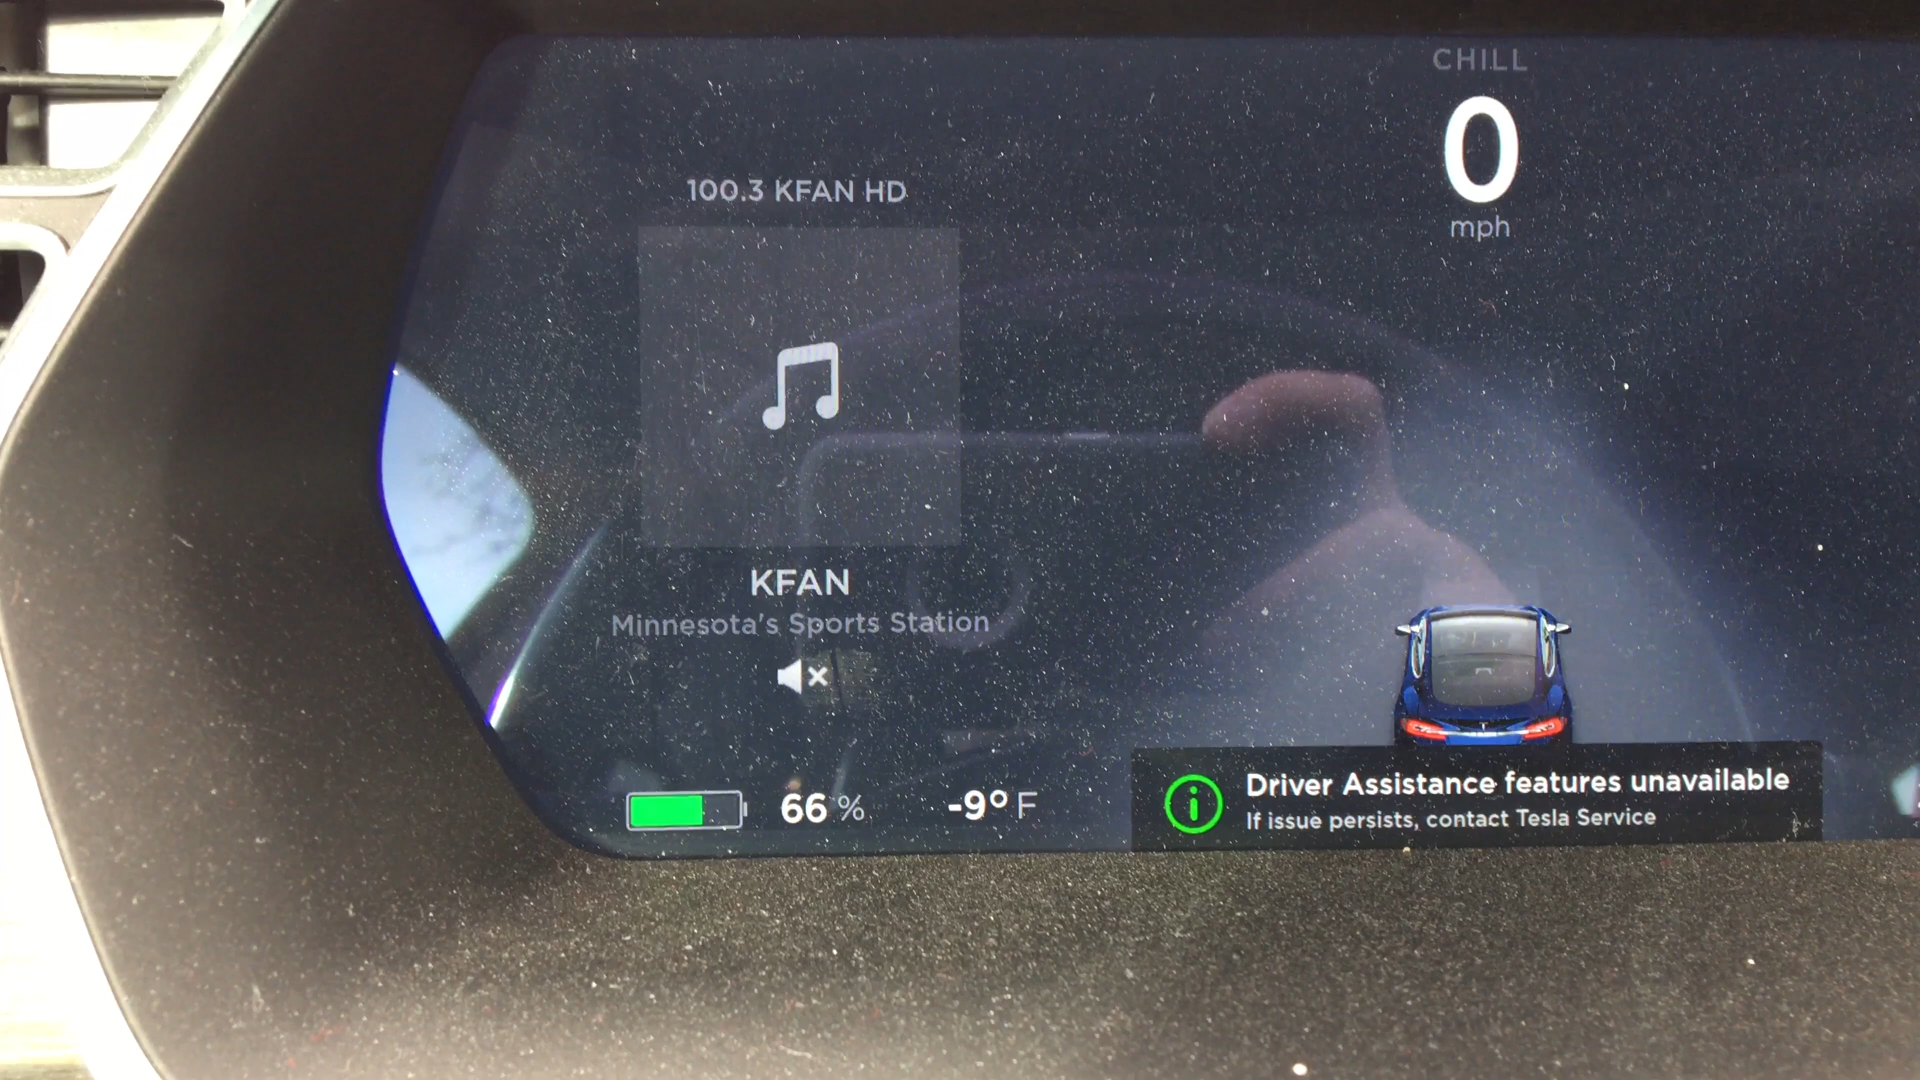 CHILL
0
mph
100.3 KFAN HD
KFAN
Minnesota's Sports Station
66 %
-9° F
Driver Assistance features unavailable
If issue persists, contact Tesla Service